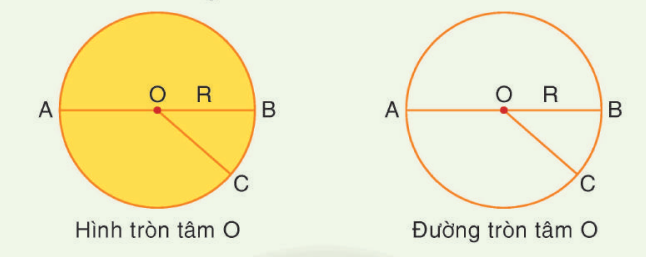 O R
A B
C
Hình tròn tâm O
O R
A B
C
Đường tròn tâm O